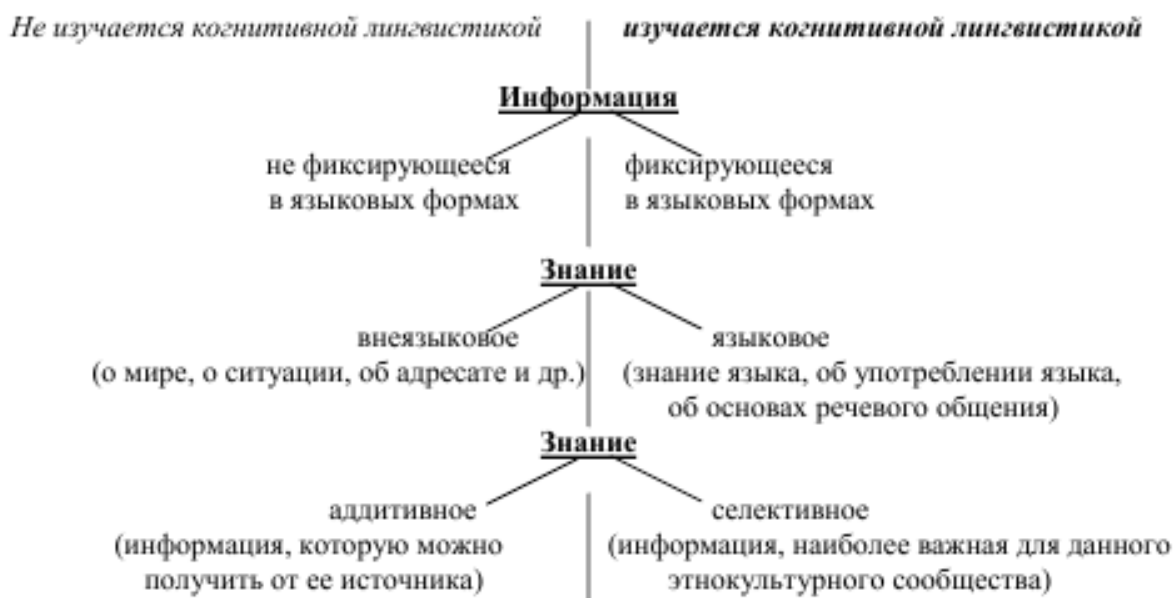 Не изучается когнитивной лингвистикой
изучается когнитивной лингвистикой
Информация
не фиксирующееся
в языковых формах
фиксирующееся
в языковых формах
Знание
внеязыковое
(о мире, о ситуации, об адресате и др.)
языковое
(знание языка, об употреблении языка,
об основах речевого общения)
Знание
аддитивное
(информация, которую можно
получить от ее источника)
селективное
(информация, наиболее важная для данного
этнокультурного сообщества)